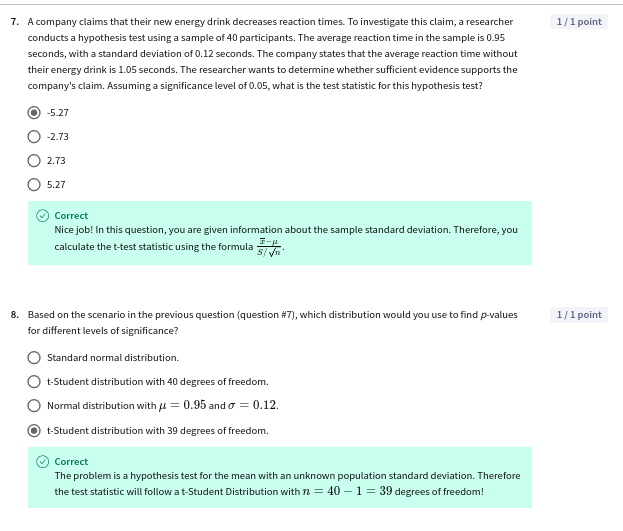 7. A company claims that their new energy drink decreases reaction times. To investigate this claim, a researcher
1 / 1 point
conducts a hypothesis test using a sample of 40 participants. The average reaction time in the sample is 0.95
seconds, with a standard deviation of 0.12 seconds. The company states that the average reaction time without
their energy drink is 1.05 seconds. The researcher wants to determine whether sufficient evidence supports the
company's claim. Assuming a significance level of 0.05, what is the test statistic for this hypothesis test?
-5.27
-2.73
2.73
5.27
Correct
Nice job! In this question, you are given information about the sample standard deviation. Therefore, you
calculate the t-test statistic using the formula \frac{\overline{x}-\mu}{S/\sqrt{n}}.
8. Based on the scenario in the previous question (question #7), which distribution would you use to find p-values
1 / 1 point
for different levels of significance?
Standard normal distribution.
t-Student distribution with 40 degrees of freedom.
Normal distribution with μ = 0.95 and σ = 0.12.
t-Student distribution with 39 degrees of freedom.
Correct
The problem is a hypothesis test for the mean with an unknown population standard deviation. Therefore
the test statistic will follow a t-Student Distribution with n = 40 − 1 = 39 degrees of freedom!